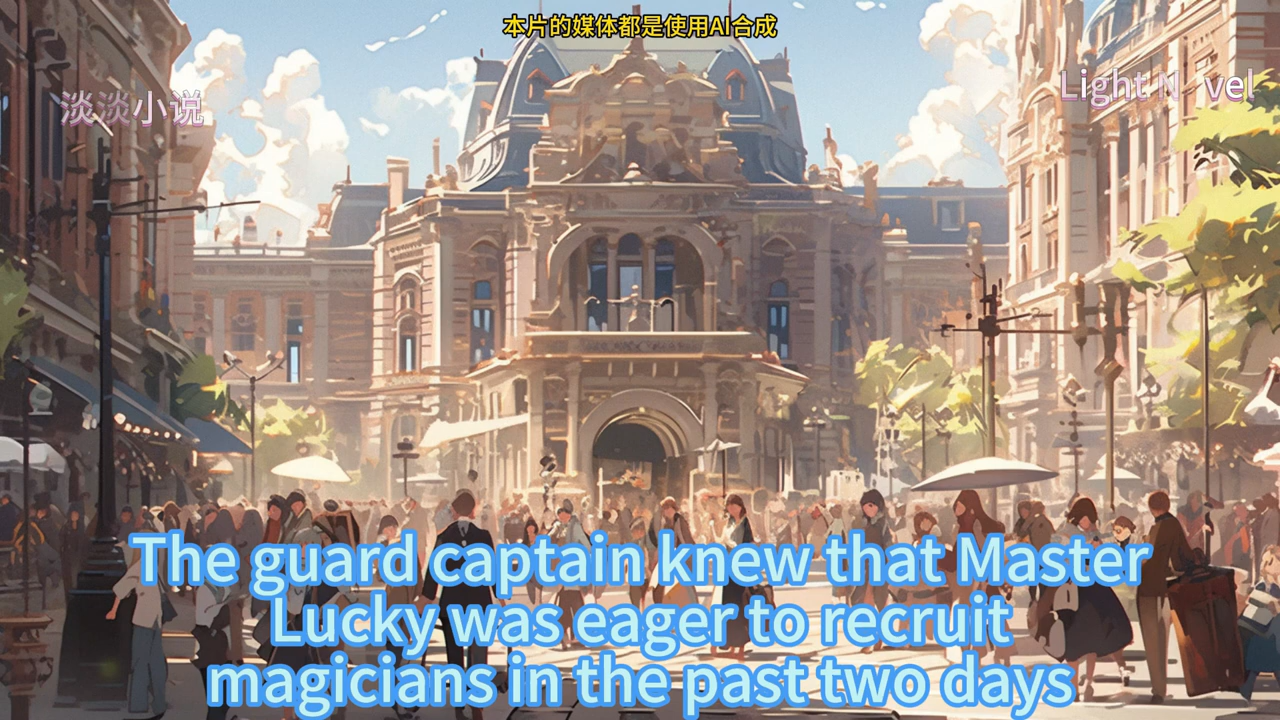 本片的媒体都是使用AI合成
淡淡小说
Light N vel
The guard captain knew that Master
Lucky was eager to recruit
magicians in the past two days